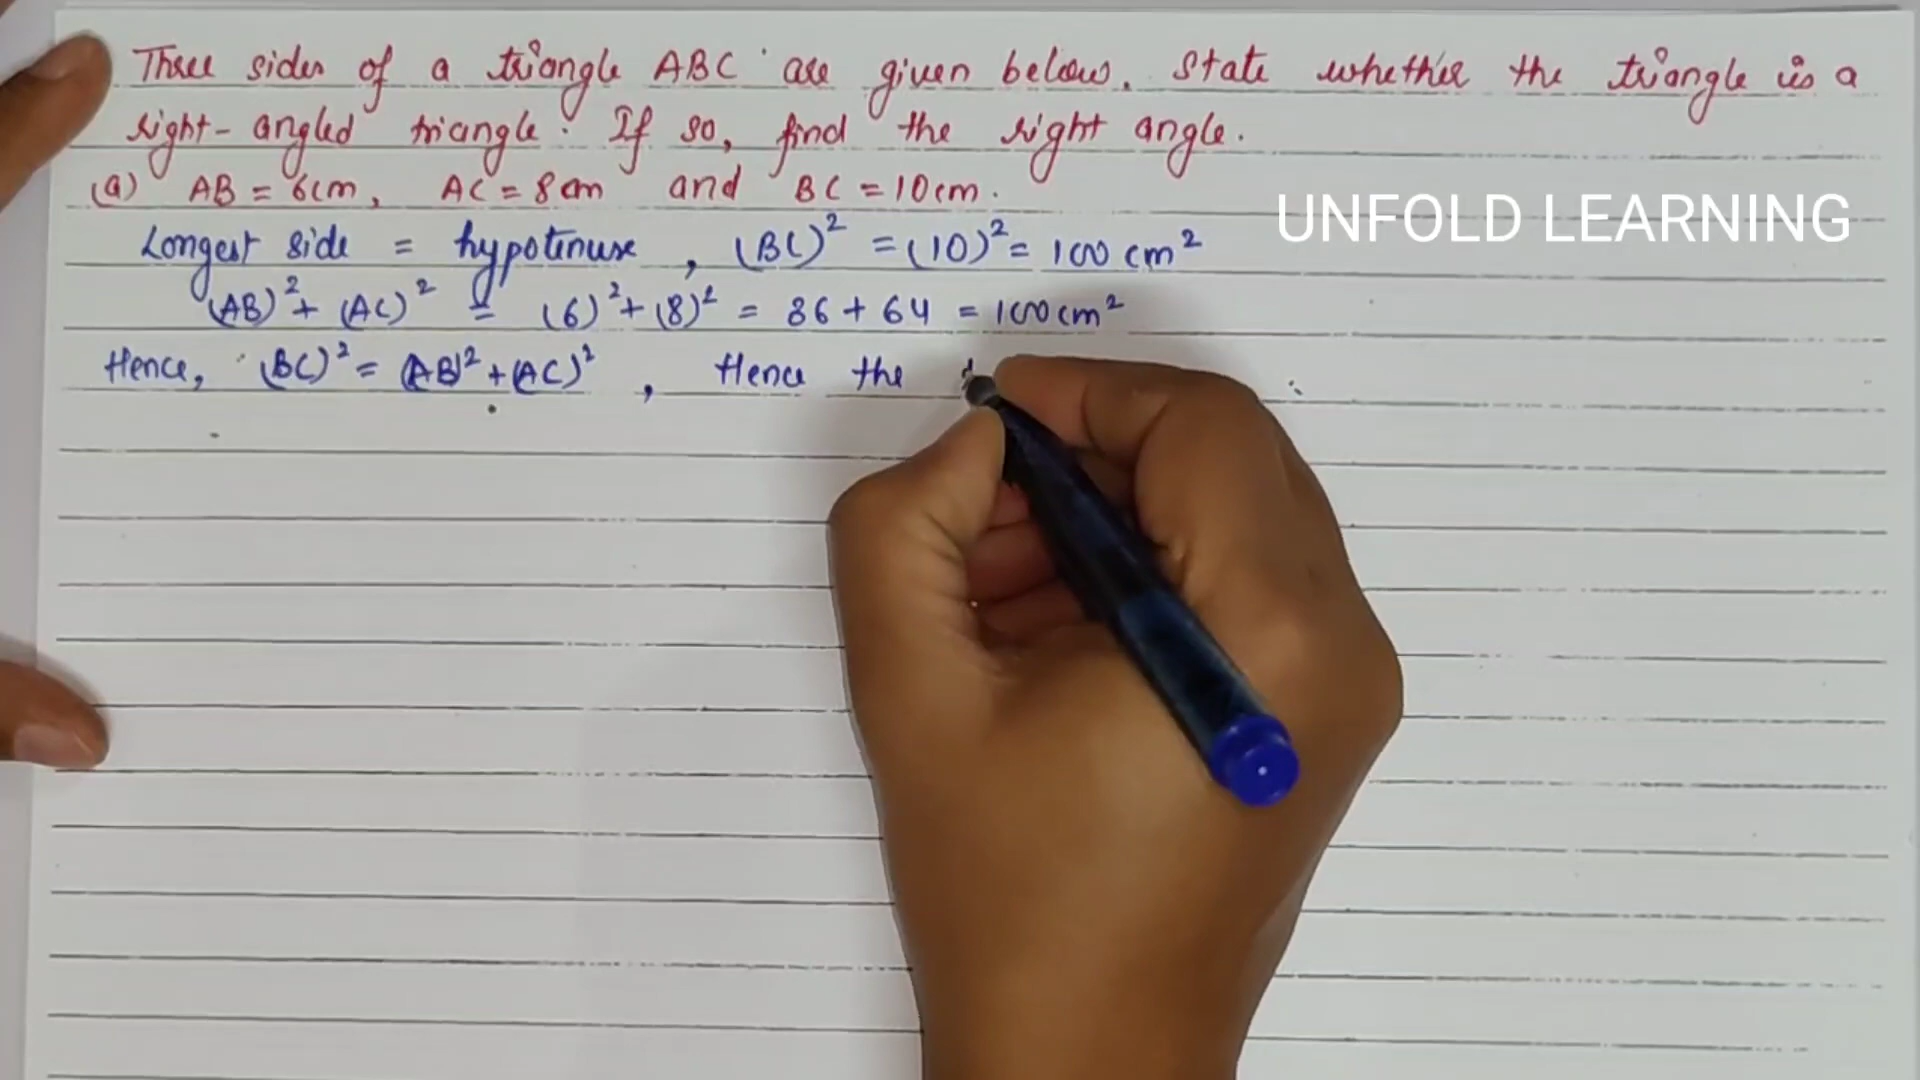 Three sides of a triangle ABC are given below. State whether the triangle is a
right-angled triangle. If so, find the right angle.
(a) AB = 6cm, AC = 8cm and BC = 10cm.
UNFOLD LEARNING
Longest side = hypotenuse, (BC)² = (10)² = 100 cm²
(AB)² + (AC)² = (6)² + (8)² = 36 + 64 = 100 cm²
Hence, (BC)² = (AB)² + (AC)², Hence the